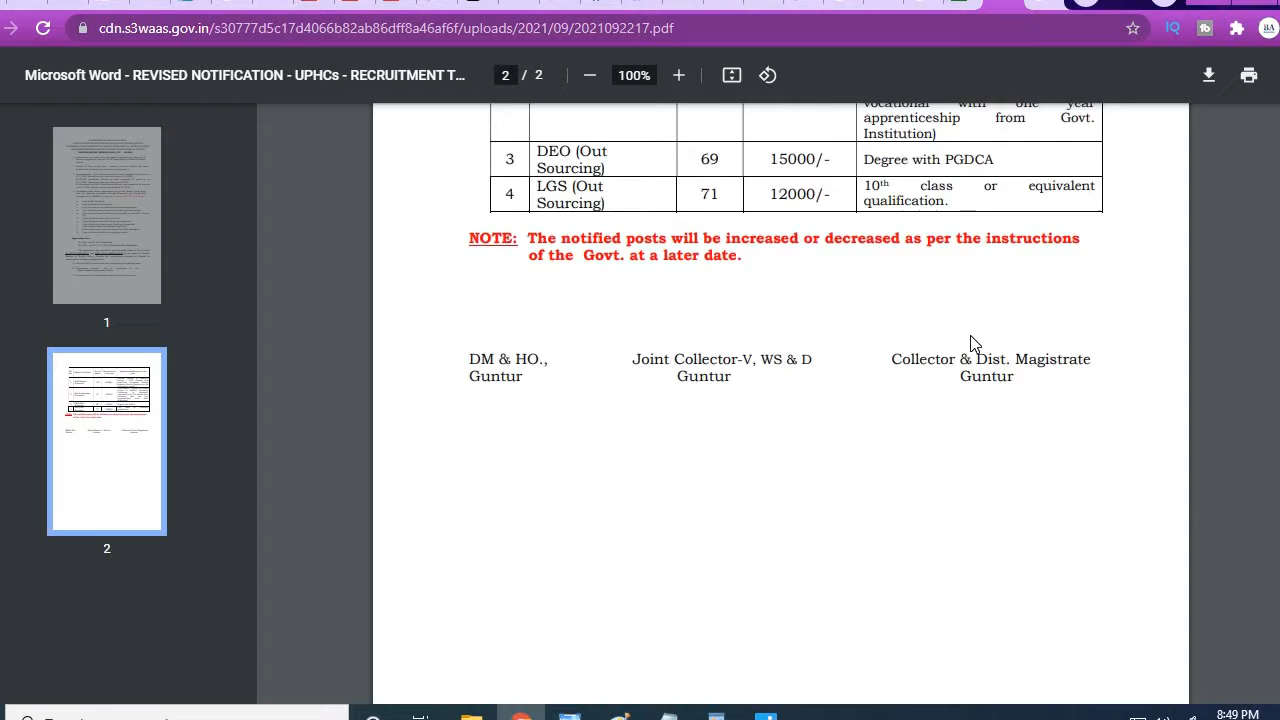 cdn.s3waas.gov.in/s30777d5c17d4066b82ab86dff8a46af6f/uploads/2021/09/2021092217.pdf
IQ
BA
Microsoft Word - REVISED NOTIFICATION - UPHCs - RECRUITMENT T...
2 / 2
100%
vocational with one year
apprenticeship from Govt.
Institution)
3 DEO (Out Sourcing) 69 15000/- Degree with PGDCA
4 LGS (Out Sourcing) 71 12000/- 10th class or equivalent
qualification.
NOTE: The notified posts will be increased or decreased as per the instructions
of the Govt. at a later date.
DM & HO., Joint Collector-V, WS & D Collector & Dist. Magistrate
Guntur Guntur Guntur
1
2
8:49 PM